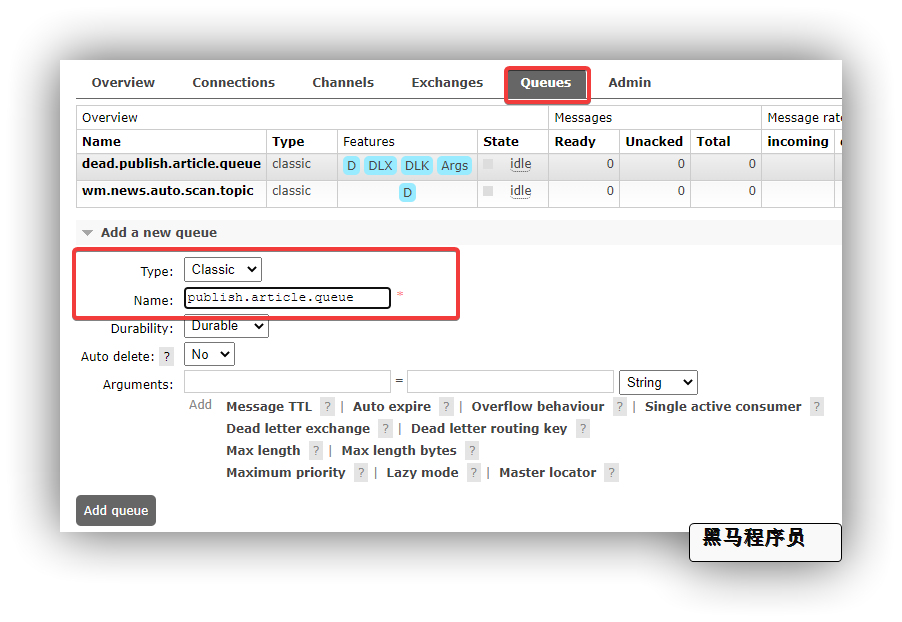 Overview Connections Channels Exchanges Queues Admin
Overview Messages Message rat
Name Type Features State Ready Unacked Total incoming
dead.publish.article.queue classic D DLX DLK Args idle 0 0 0
wm.news.auto.scan.topic classic D idle 0 0 0
Add a new queue
Type: Classic
Name: publish.article.queue *
Durability: Durable
Auto delete: ? No
Arguments: = String
Add Message TTL ? | Auto expire ? | Overflow behaviour ? | Single active consumer ?
Dead letter exchange ? | Dead letter routing key ?
Max length ? | Max length bytes ?
Maximum priority ? | Lazy mode ? | Master locator ?
Add queue
黑马程序员